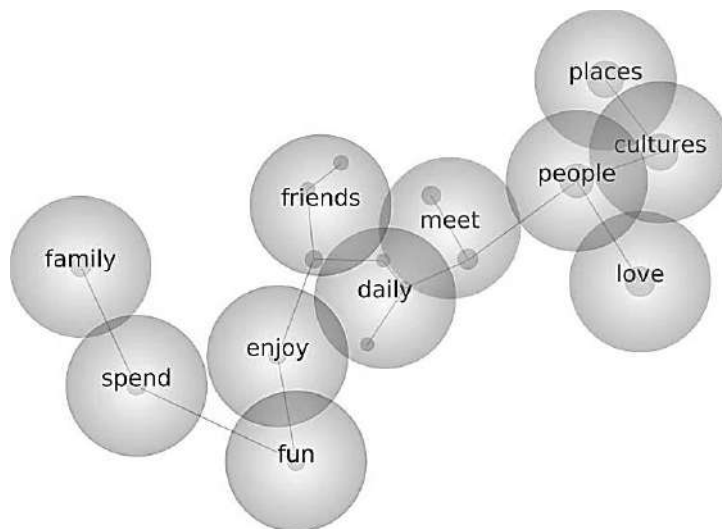 places
cultures
people
friends
meet
family
love
daily
enjoy
spend
fun